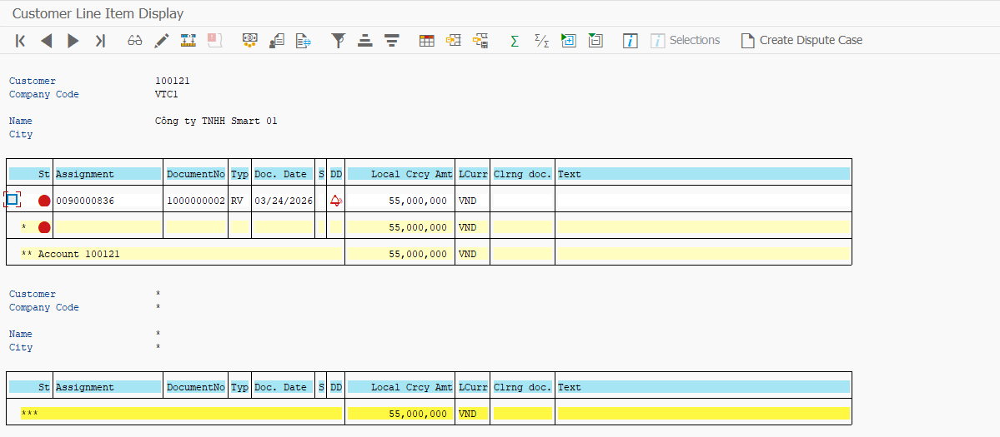 Customer Line Item Display
Selections Create Dispute Case
Customer 100121
Company Code VTC1
Name Công ty TNHH Smart 01
City
St Assignment DocumentNo Typ Doc. Date S DD Local Crcy Amt LCurr Clrng doc. Text
0090000836 1000000002 RV 03/24/2026 55,000,000 VND
* 55,000,000 VND
** Account 100121 55,000,000 VND
Customer *
Company Code *
Name *
City *
St Assignment DocumentNo Typ Doc. Date S DD Local Crcy Amt LCurr Clrng doc. Text
*** 55,000,000 VND